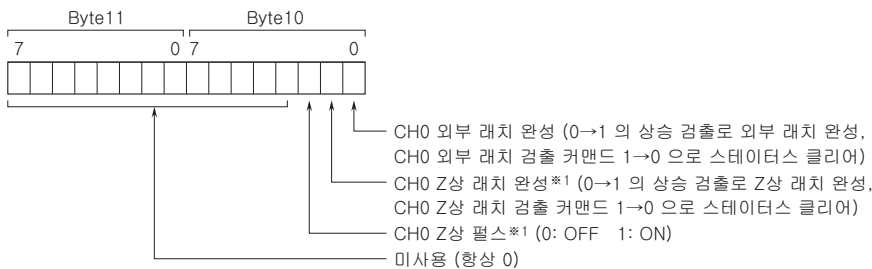 Byte11 Byte10
7 0 7 0
CH0 외부 래치 완성 (0→1 의 상승 검출로 외부 래치 완성,
CH0 외부 래치 검출 커맨드 1→0 으로 스테이터스 클리어)
CH0 Z상 래치 완성※1 (0→1 의 상승 검출로 Z상 래치 완성,
CH0 Z상 래치 검출 커맨드 1→0 으로 스테이터스 클리어)
CH0 Z상 펄스※1 (0: OFF 1: ON)
미사용 (항상 0)